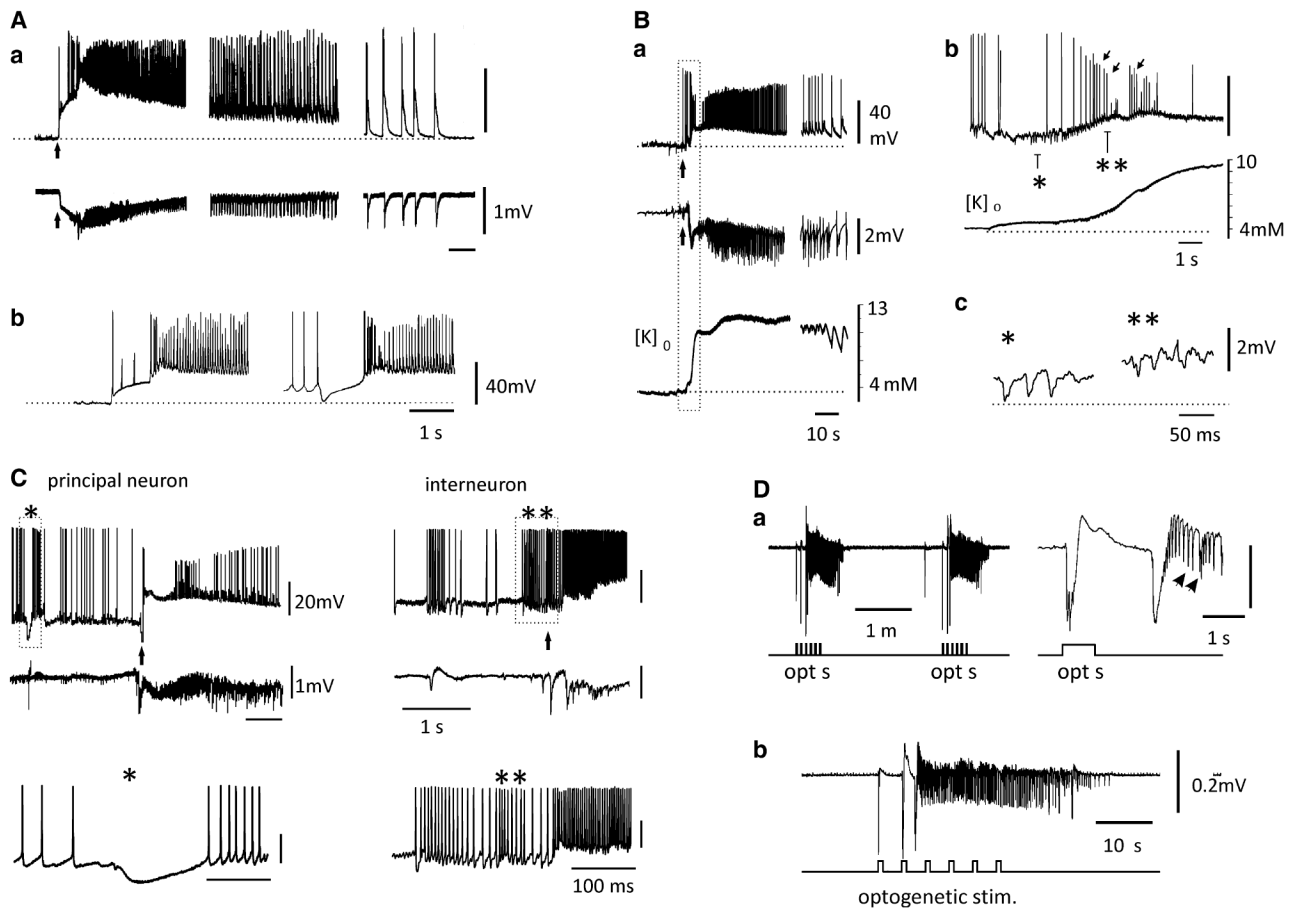 A
a
1mV
b
40mV
1 s
B
a
40
mV
2mV
[K] o
13
4 mM
10 s
b
* **
[K] o
10
4mM
1 s
c
* **
2mV
50 ms
C
principal neuron
interneuron
*
**
20mV
1mV
1 s
*
**
100 ms
D
a
1 m
1 s
opt s
opt s
opt s
b
0.2mV
10 s
optogenetic stim.